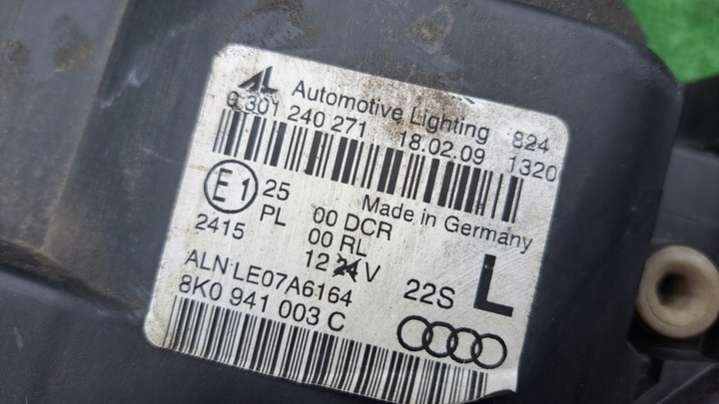 AL Automotive Lighting 824
0 301 240 271 18.02.09 1320
E1 25 Made in Germany
2415 PL 00 DCR
00 RL
12 24 V
ALN LE07A6164 22S L
8K0 941 003 C